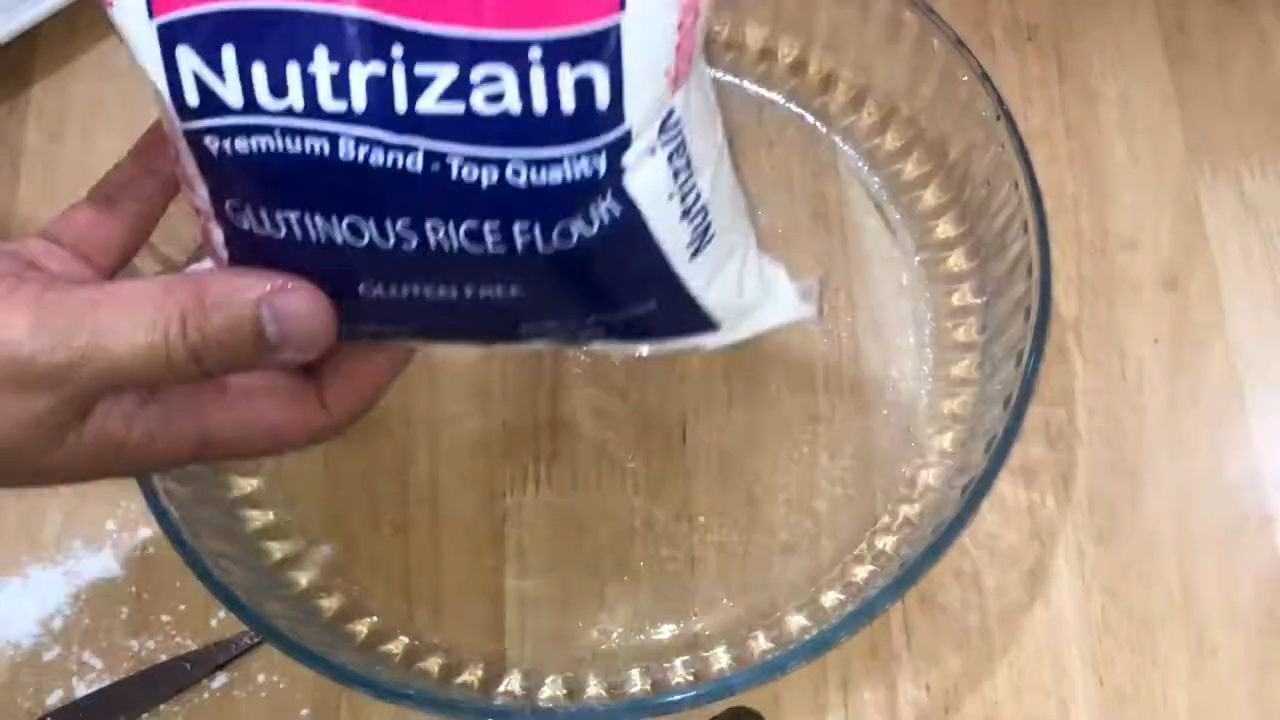 Nutrizain
Premium Brand - Top Quality
GLUTINOUS RICE FLOUR
GLUTEN FREE
Nutrizain